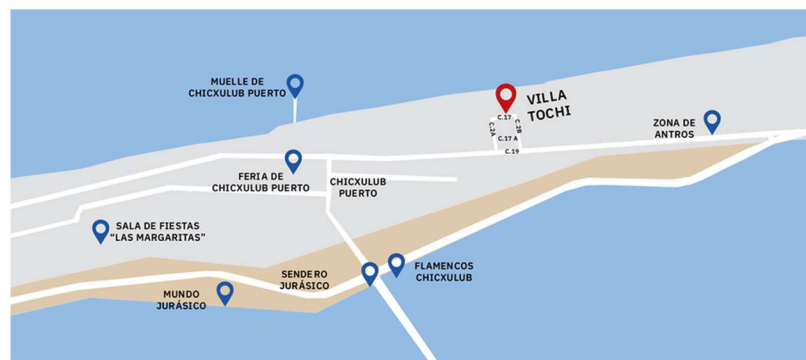 MUELLE DE
CHICXULUB PUERTO
VILLA
TOCHI
C.17
C.2A
C.2B
C.17 A
C.19
ZONA DE
ANTROS
FERIA DE
CHICXULUB PUERTO
CHICXULUB
PUERTO
SALA DE FIESTAS
“LAS MARGARITAS”
SENDERO
JURÁSICO
FLAMENCOS
CHICXULUB
MUNDO
JURÁSICO